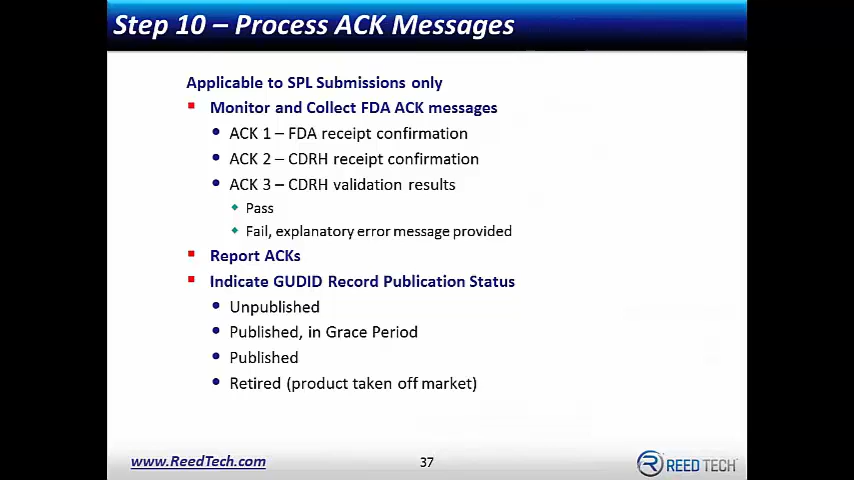 Step 10 – Process ACK Messages
Applicable to SPL Submissions only
Monitor and Collect FDA ACK messages
ACK 1 – FDA receipt confirmation
ACK 2 – CDRH receipt confirmation
ACK 3 – CDRH validation results
Pass
Fail, explanatory error message provided
Report ACKs
Indicate GUDID Record Publication Status
Unpublished
Published, in Grace Period
Published
Retired (product taken off market)
www.ReedTech.com
37
REED TECH